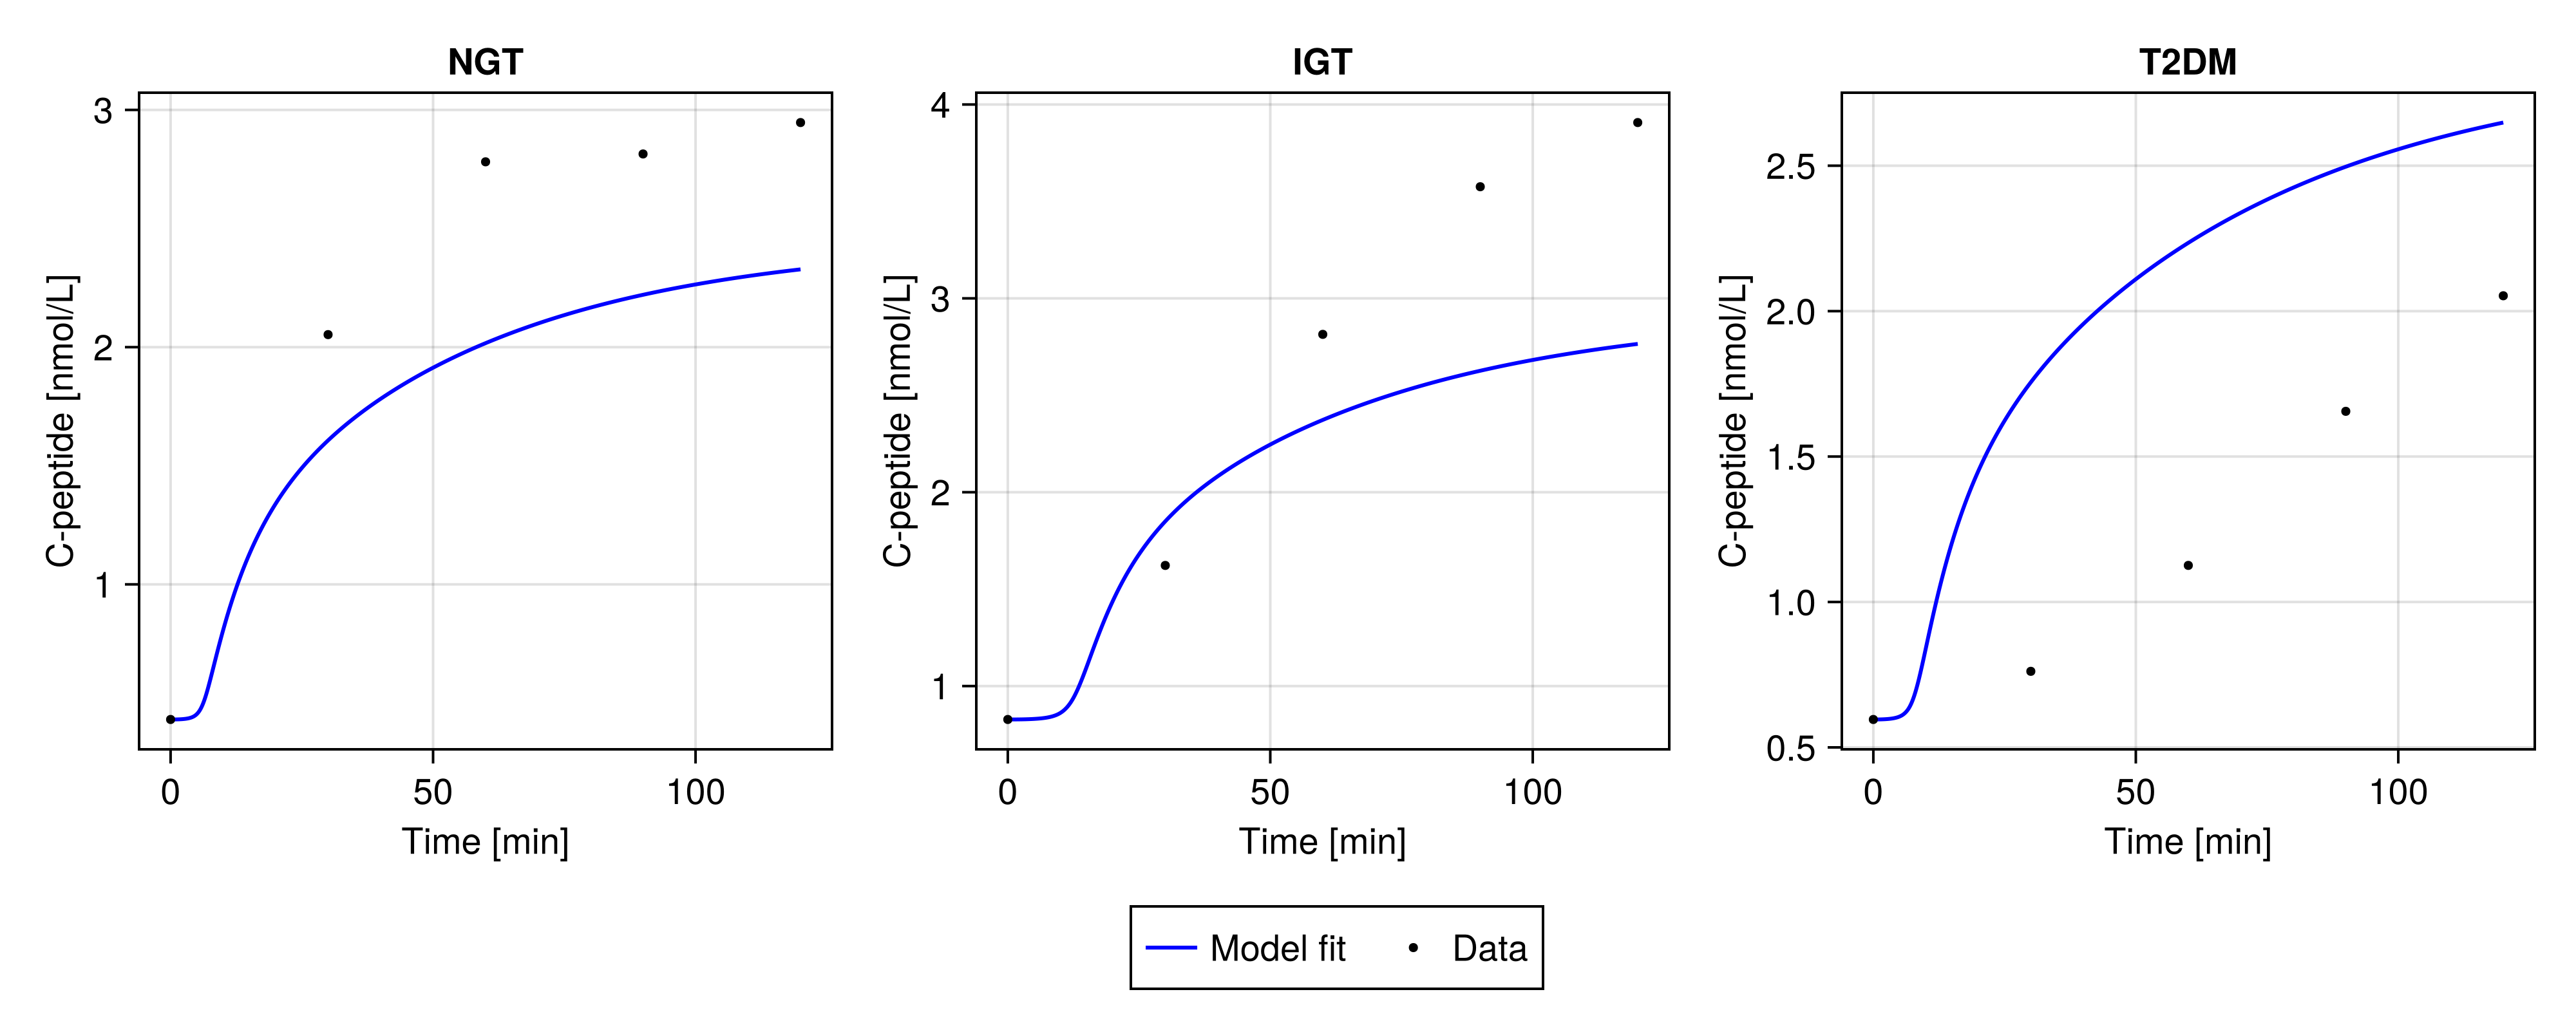 NGT
3
2
1
C-peptide [nmol/L]
0 50 100
Time [min]
IGT
4
3
2
1
C-peptide [nmol/L]
0 50 100
Time [min]
T2DM
2.5
2.0
1.5
1.0
0.5
C-peptide [nmol/L]
0 50 100
Time [min]
Model fit Data